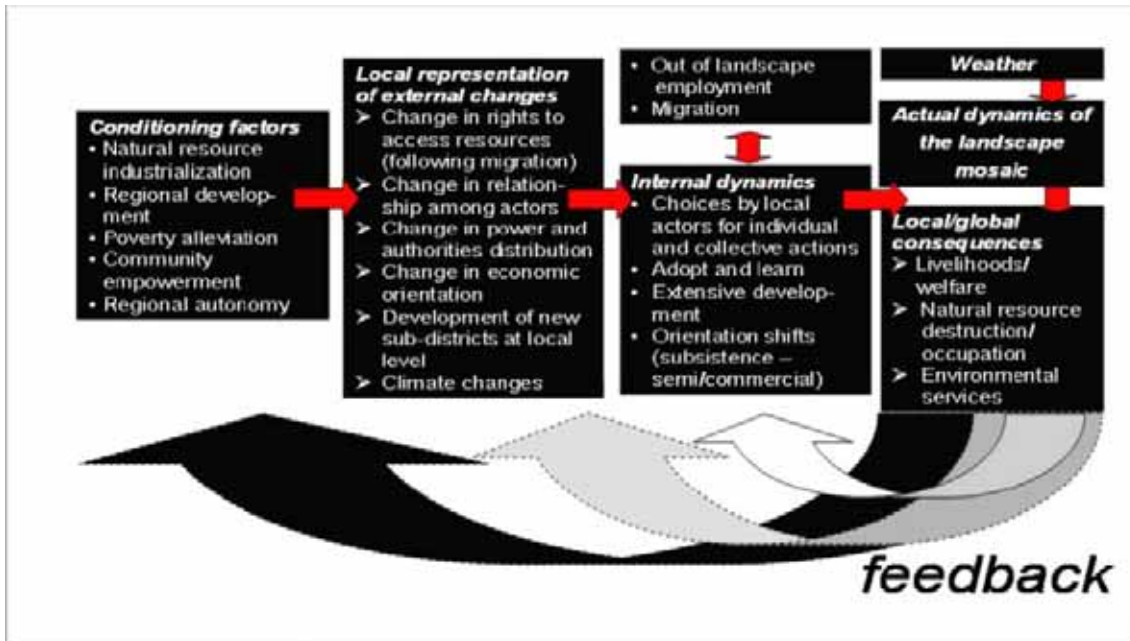 Conditioning factors
• Natural resource
industrialization
• Regional develop-
ment
• Poverty alleviation
• Community
empowerment
• Regional autonomy
Local representation
of external changes
➢ Change in rights to
access resources
(following migration)
➢ Change in relation-
ship among actors
➢ Change in power and
authorities distribution
➢ Change in economic
orientation
➢ Development of new
sub-districts at local
level
➢ Climate changes
• Out of landscape
employment
• Migration
Internal dynamics
• Choices by local
actors for individual
and collective actions
• Adopt and learn
• Extensive develop-
ment
• Orientation shifts
(subsistence –
semi/commercial)
Weather
Actual dynamics of
the landscape
mosaic
Local/global
consequences
➢ Livelihoods/
welfare
➢ Natural resource
destruction/
occupation
➢ Environmental
services
feedback